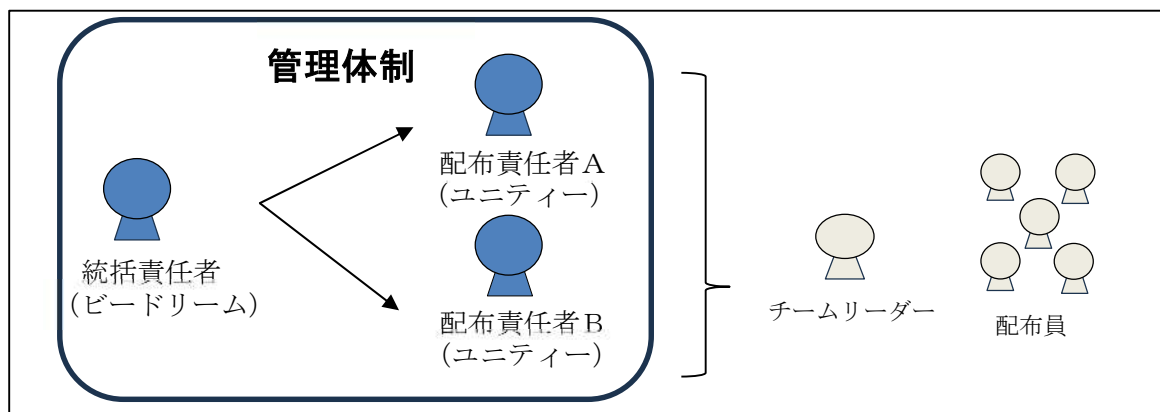 管理体制
統括責任者
(ビードリーム)
配布責任者A
(ユニティー)
配布責任者B
(ユニティー)
チームリーダー
配布員